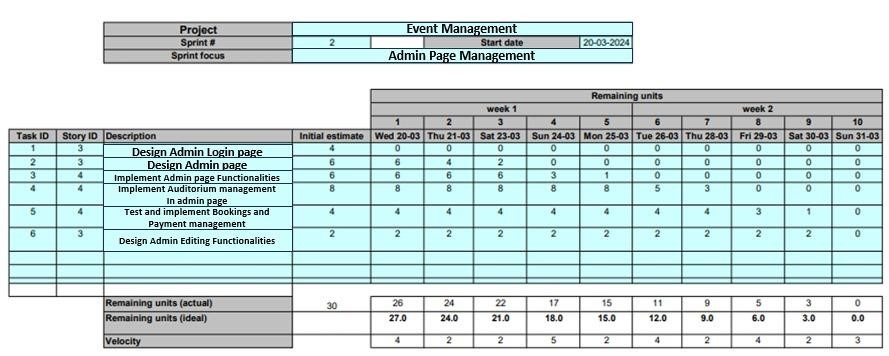 Project Event Management
Sprint # 2 Start date 20-03-2024
Sprint focus Admin Page Management
Remaining units
week 1 week 2
1 2 3 4 5 6 7 8 9 10
Task ID Story ID Description Initial estimate Wed 20-03 Thu 21-03 Sat 23-03 Sun 24-03 Mon 25-03 Tue 26-03 Thu 28-03 Fri 29-03 Sat 30-03 Sun 31-03
1 3 Design Admin Login page 4 0 0 0 0 0 0 0 0 0 0
2 3 Design Admin page 6 6 4 2 0 0 0 0 0 0 0
3 4 Implement Admin page Functionalities 6 6 6 6 3 1 0 0 0 0 0
4 4 Implement Auditorium management 8 8 8 8 8 8 5 3 0 0 0
In admin page
5 4 Test and implement Bookings and 4 4 4 4 4 4 4 4 3 1 0
Payment management
6 3 Design Admin Editing Functionalities 2 2 2 2 2 2 2 2 2 2 0
Remaining units (actual) 30 26 24 22 17 15 11 9 5 3 0
Remaining units (ideal) 27.0 24.0 21.0 18.0 15.0 12.0 9.0 6.0 3.0 0.0
Velocity 4 2 2 5 2 4 2 4 2 3